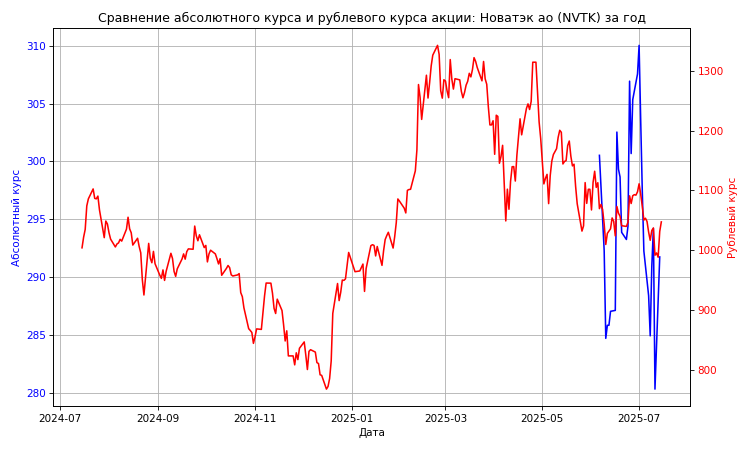 Сравнение абсолютного курса и рублевого курса акции: Новатэк ао (NVTK) за год
310
305
300
295
290
285
280
Абсолютный курс
1300
1200
1100
1000
900
800
Рублевый курс
2024-07 2024-09 2024-11 2025-01 2025-03 2025-05 2025-07
Дата